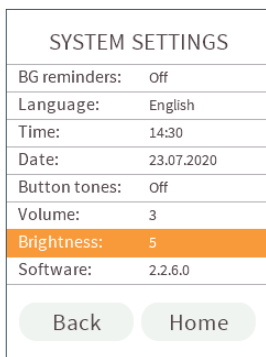 SYSTEM SETTINGS
BG reminders: Off
Language: English
Time: 14:30
Date: 23.07.2020
Button tones: Off
Volume: 3
Brightness: 5
Software: 2.2.6.0
Back Home